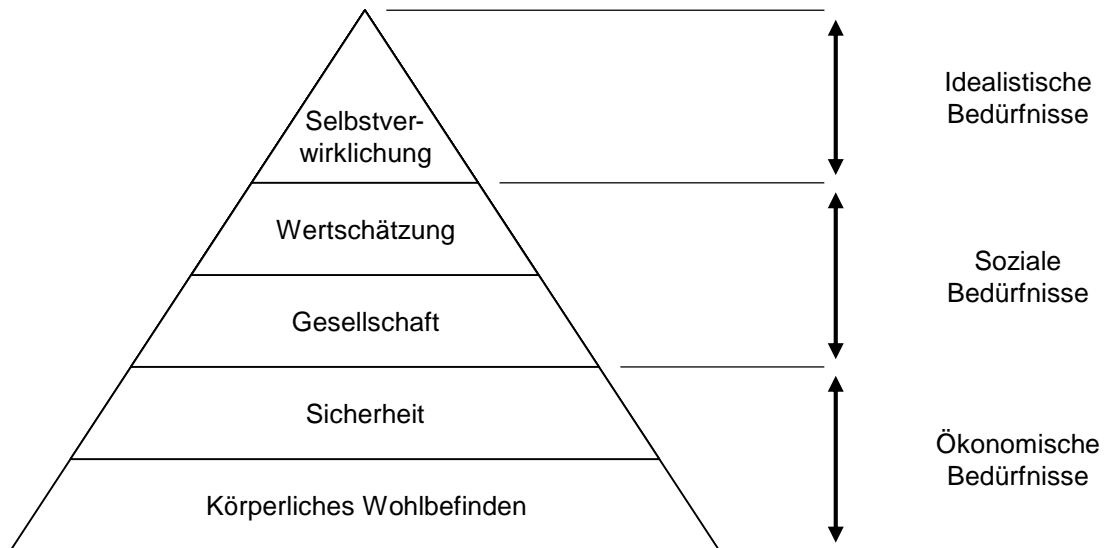 Selbstver-
wirklichung
Wertschätzung
Gesellschaft
Sicherheit
Körperliches Wohlbefinden
Idealistische
Bedürfnisse
Soziale
Bedürfnisse
Ökonomische
Bedürfnisse